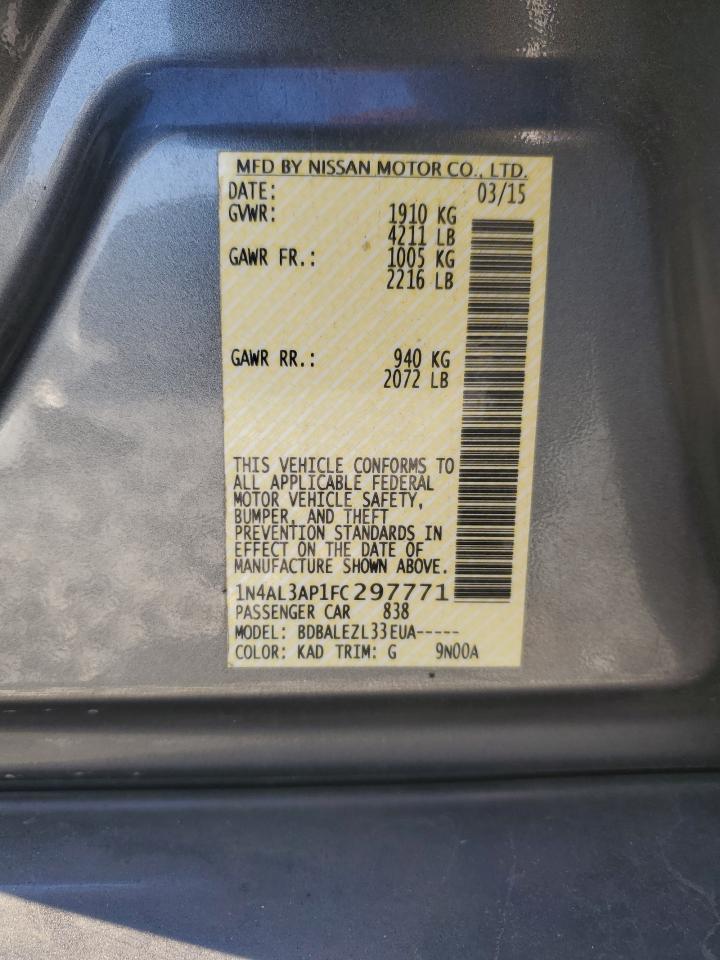 MFD BY NISSAN MOTOR CO., LTD.
DATE: 03/15
GVWR: 1910 KG
4211 LB
GAWR FR.: 1005 KG
2216 LB
GAWR RR.: 940 KG
2072 LB
THIS VEHICLE CONFORMS TO
ALL APPLICABLE FEDERAL
MOTOR VEHICLE SAFETY,
BUMPER, AND THEFT
PREVENTION STANDARDS IN
EFFECT ON THE DATE OF
MANUFACTURE SHOWN ABOVE.
1N4AL3AP1FC297771
PASSENGER CAR 838
MODEL: BDBALEZL33EUA-----
COLOR: KAD TRIM: G 9N00A